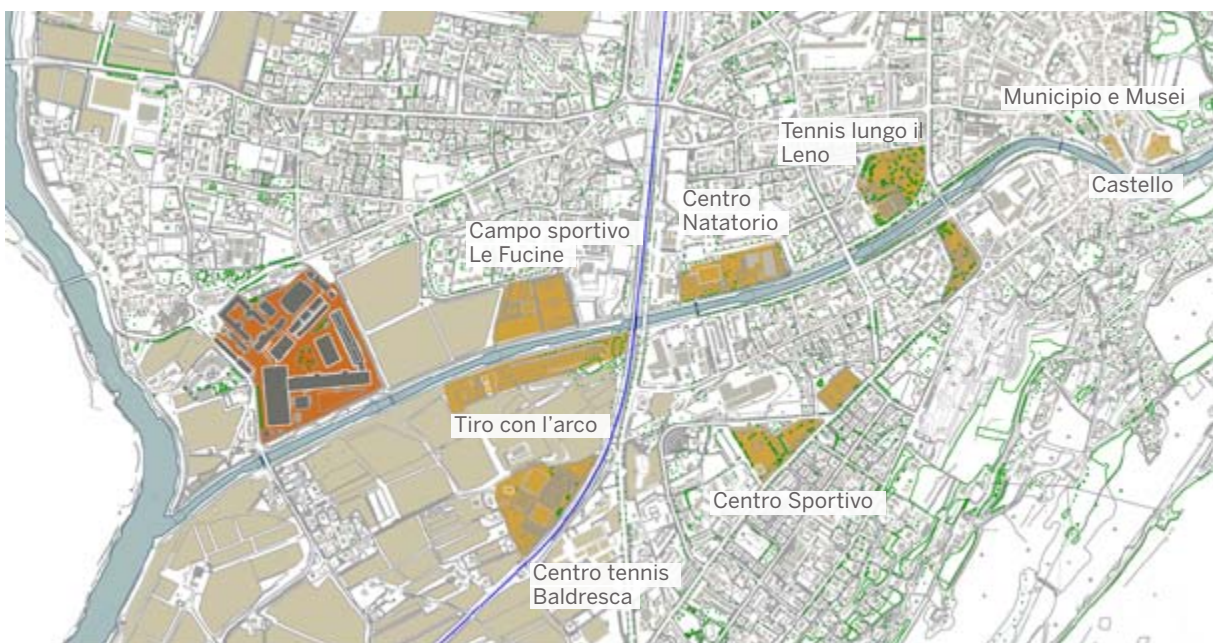 Municipio e Musei
Tennis lungo il
Leno
Castello
Centro
Natatorio
Campo sportivo
Le Fucine
Tiro con l'arco
Centro Sportivo
Centro tennis
Baldresca